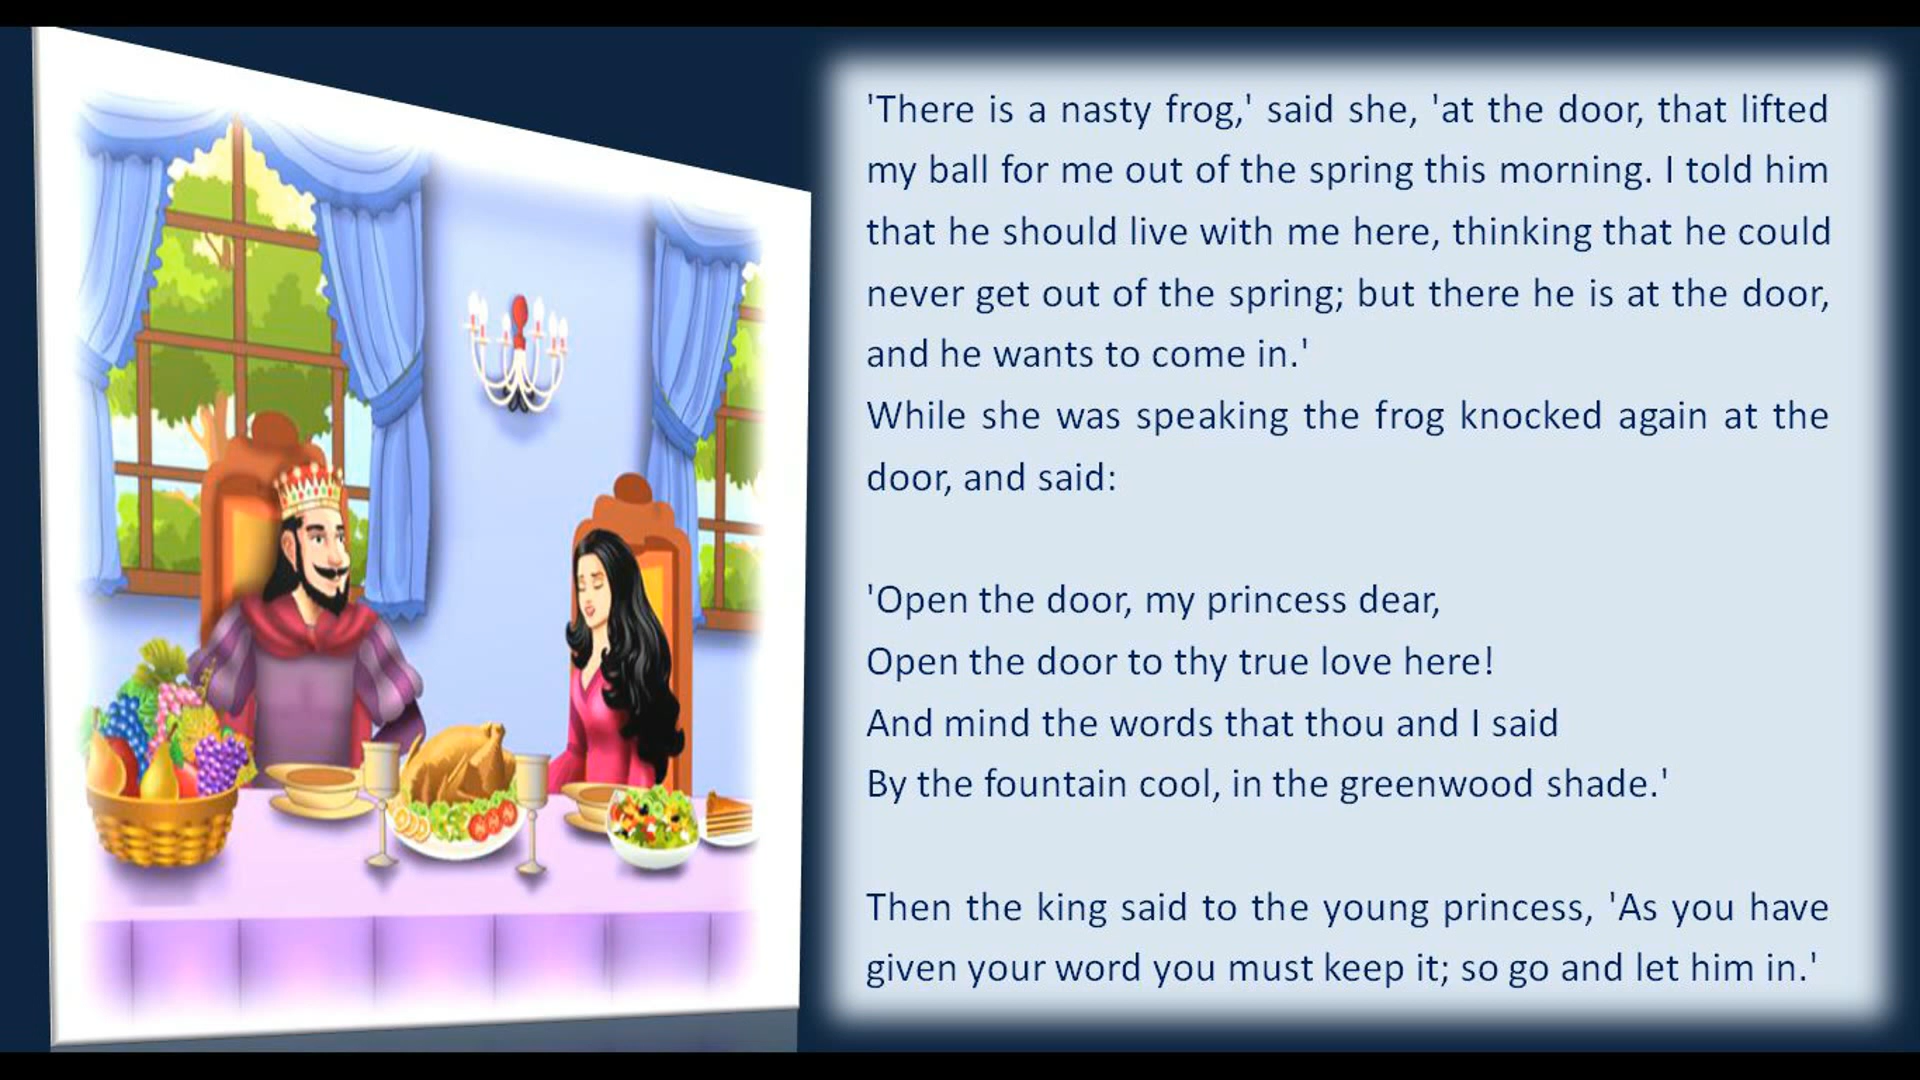 'There is a nasty frog,' said she, 'at the door, that lifted
my ball for me out of the spring this morning. I told him
that he should live with me here, thinking that he could
never get out of the spring; but there he is at the door,
and he wants to come in.'
While she was speaking the frog knocked again at the
door, and said:
'Open the door, my princess dear,
Open the door to thy true love here!
And mind the words that thou and I said
By the fountain cool, in the greenwood shade.'
Then the king said to the young princess, 'As you have
given your word you must keep it; so go and let him in.'